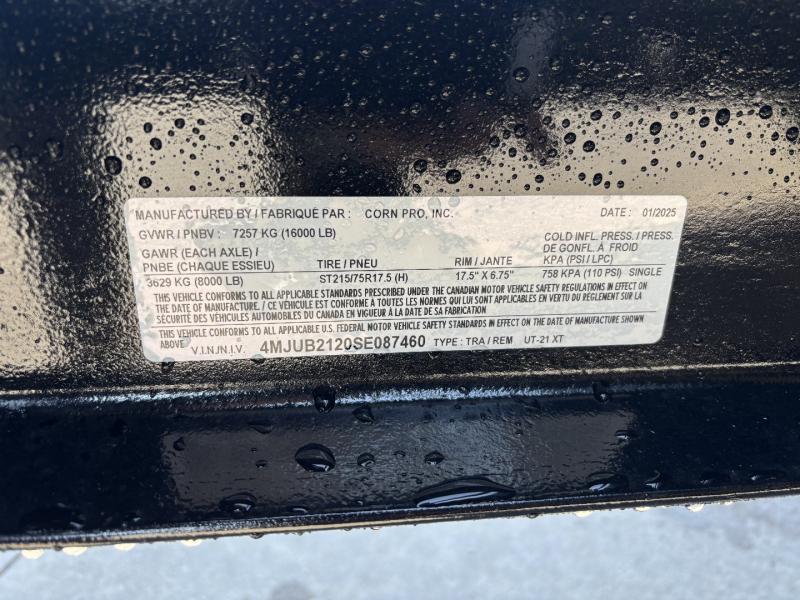 MANUFACTURED BY / FABRIQUÉ PAR : CORN PRO, INC. DATE : 01/2025
GVWR / PNBV : 7257 KG (16000 LB)
GAWR (EACH AXLE) / COLD INFL. PRESS. / PRESS.
DE GONFL. À FROID
PNBE (CHAQUE ESSIEU) TIRE / PNEU RIM / JANTE KPA (PSI / LPC)
3629 KG (8000 LB) ST215/75R17.5 (H) 17.5" X 6.75" 758 KPA (110 PSI) SINGLE
THIS VEHICLE CONFORMS TO ALL APPLICABLE STANDARDS PRESCRIBED UNDER THE CANADIAN MOTOR VEHICLE SAFETY REGULATIONS IN EFFECT ON
THE DATE OF MANUFACTURE. / CE VÉHICULE EST CONFORME À TOUTES LES NORMES QUI LUI SONT APPLICABLES EN VERTU DU RÈGLEMENT SUR LA
SÉCURITÉ DES VÉHICULES AUTOMOBILES DU CANADA EN VIGUEUR À LA DATE DE SA FABRICATION
THIS VEHICLE CONFORMS TO ALL APPLICABLE U.S. FEDERAL MOTOR VEHICLE SAFETY STANDARDS IN EFFECT ON THE DATE OF MANUFACTURE SHOWN
ABOVE
V.I.N./N.I.V. 4MJUB2120SE087460 TYPE : TRA / REM UT-21 XT